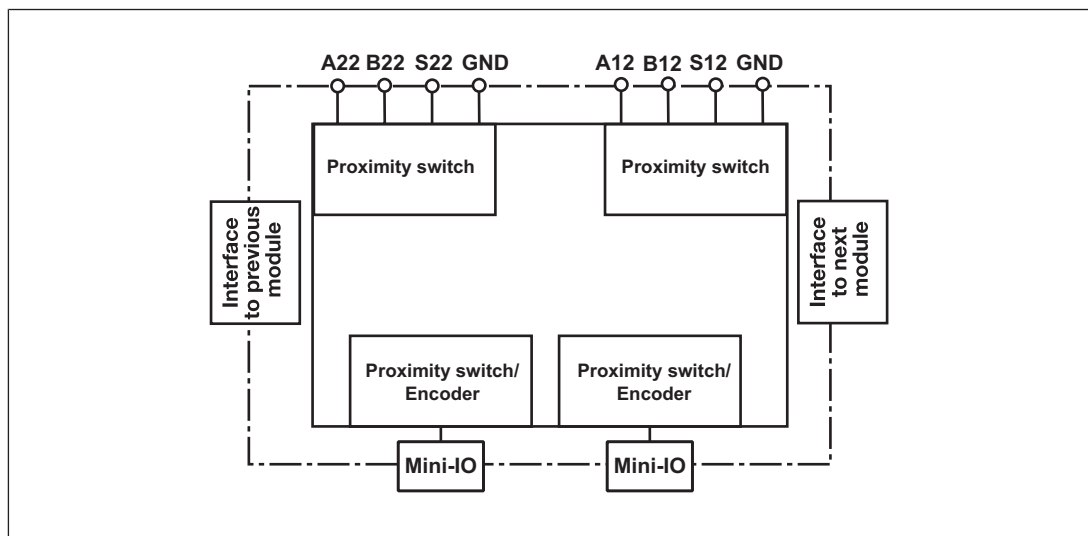 A22 B22 S22 GND
A12 B12 S12 GND
Proximity switch
Proximity switch
Interface
to previous
module
Interface
to next
module
Proximity switch/
Encoder
Proximity switch/
Encoder
Mini-IO
Mini-IO